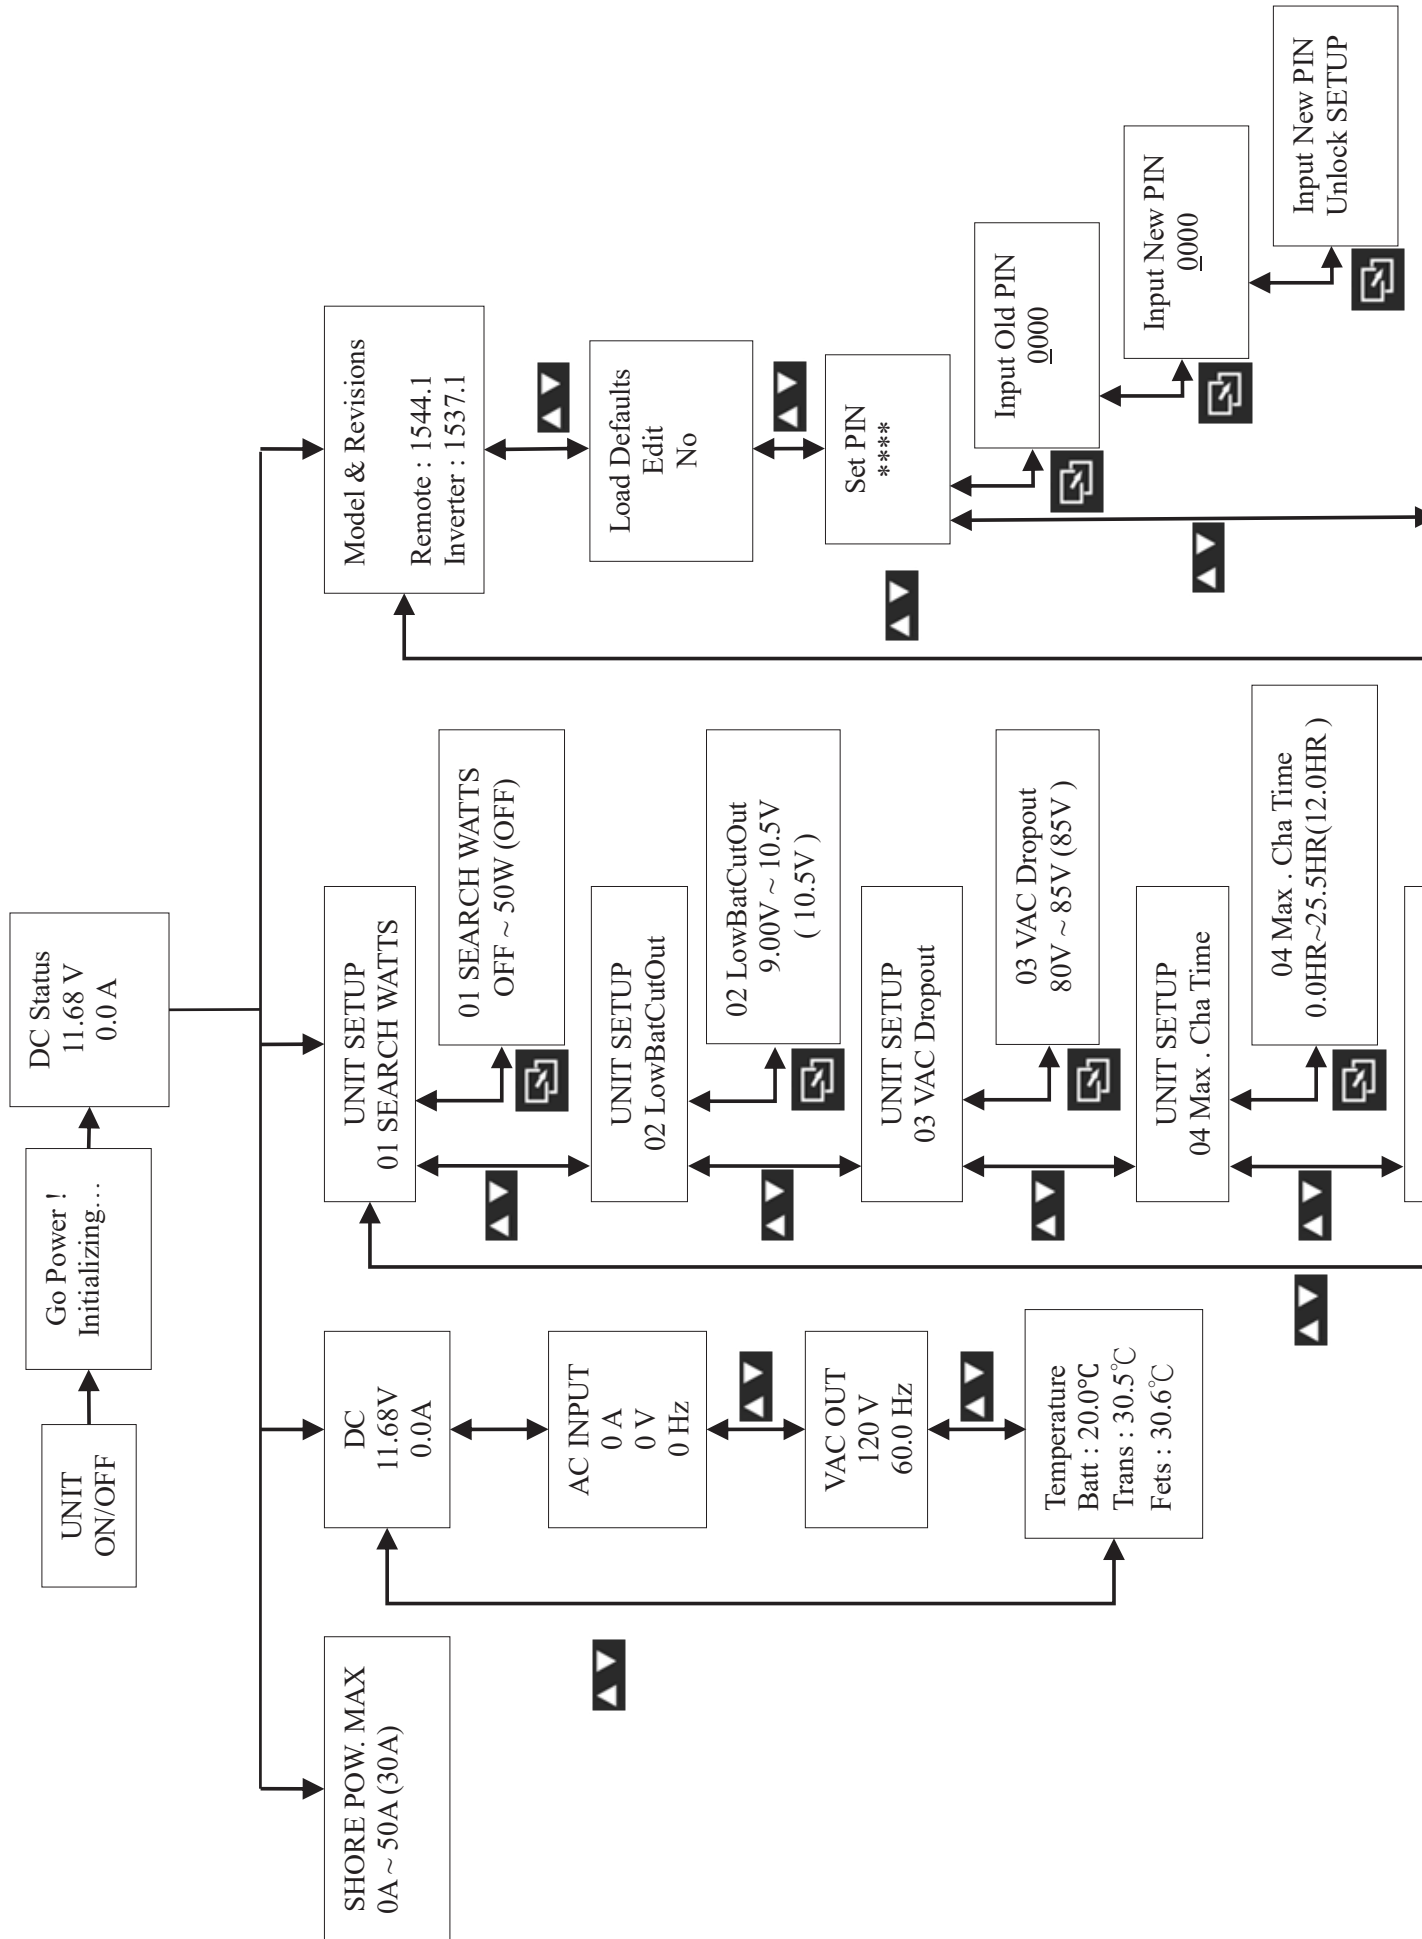 UNIT
ON/OFF
Go Power !
Initializing...
DC Status
11.68 V
0.0 A
SHORE POW. MAX
0A ~ 50A (30A)
DC
11.68V
0.0A
AC INPUT
0 A
0 V
0 Hz
VAC OUT
120 V
60.0 Hz
Temperature
Batt : 20.0°C
Trans : 30.5°C
Fets : 30.6°C
UNIT SETUP
01 SEARCH WATTS
01 SEARCH WATTS
OFF ~ 50W (OFF)
UNIT SETUP
02 LowBatCutOut
02 LowBatCutOut
9.00V ~ 10.5V
( 10.5V )
UNIT SETUP
03 VAC Dropout
03 VAC Dropout
80V ~ 85V (85V )
UNIT SETUP
04 Max . Cha Time
04 Max . Cha Time
0.0HR~25.5HR(12.0HR )
Model & Revisions
Remote : 1544.1
Inverter : 1537.1
Load Defaults
Edit
No
Set PIN
****
Input Old PIN
0000
Input New PIN
0000
Input New PIN
Unlock SETUP